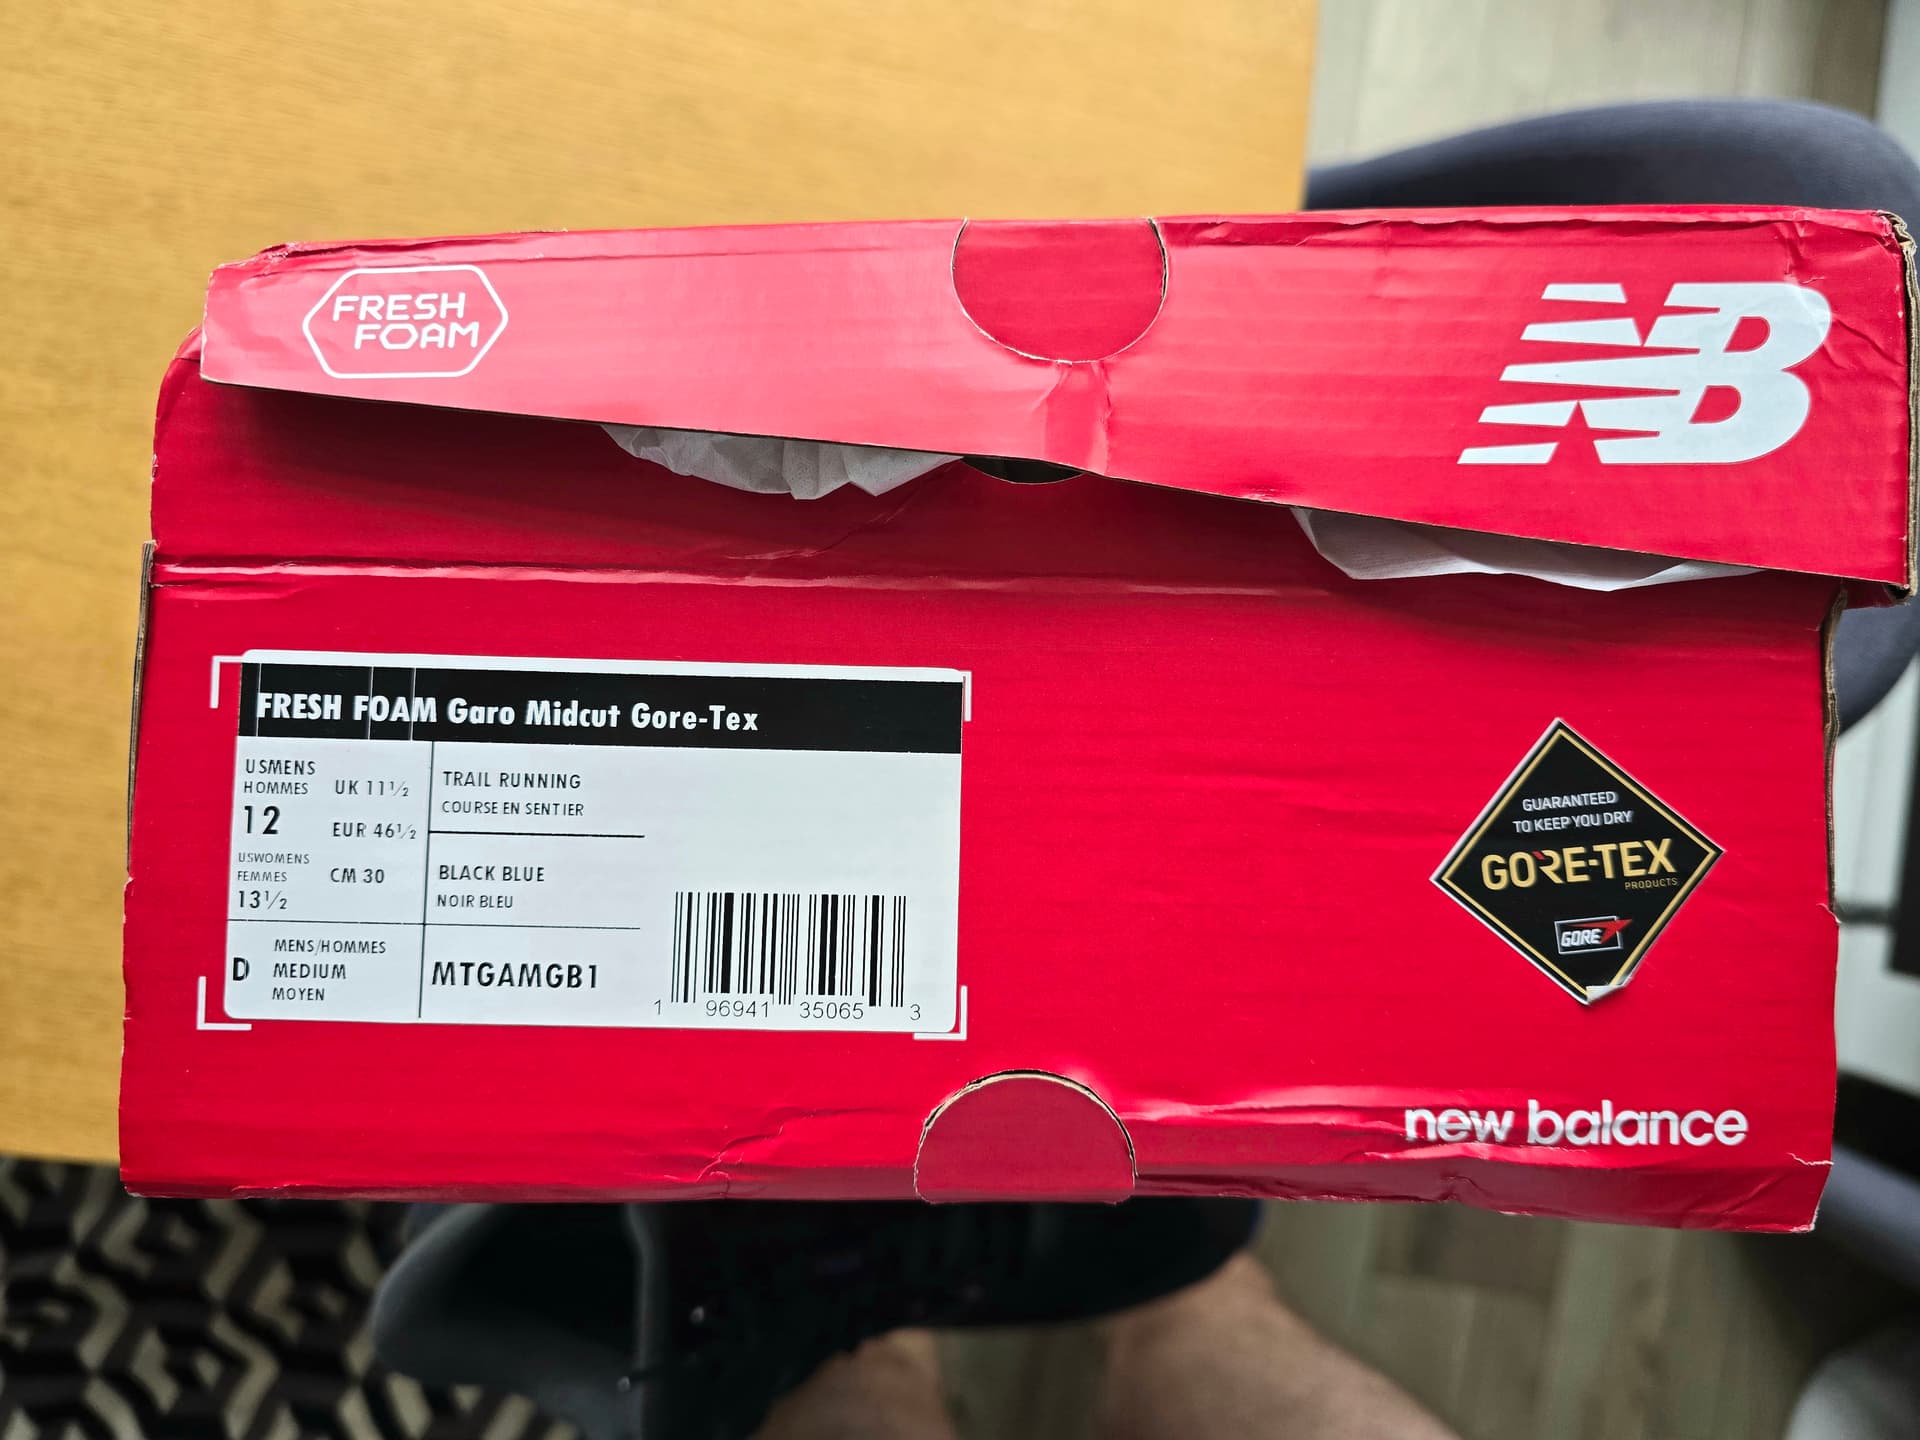 FRESH
FOAM
NB
FRESH FOAM Garo Midcut Gore-Tex
USMENS
HOMMES
12
UK 11½
EUR 46½
USWOMENS
FEMMES
13½
CM 30
TRAIL RUNNING
COURSE EN SENTIER
BLACK BLUE
NOIR BLEU
D
MENS/HOMMES
MEDIUM
MOYEN
MTGAMGB1
1 96941 35065 3
GUARANTEED
TO KEEP YOU DRY
GORE-TEX
PRODUCTS
GORE
new balance